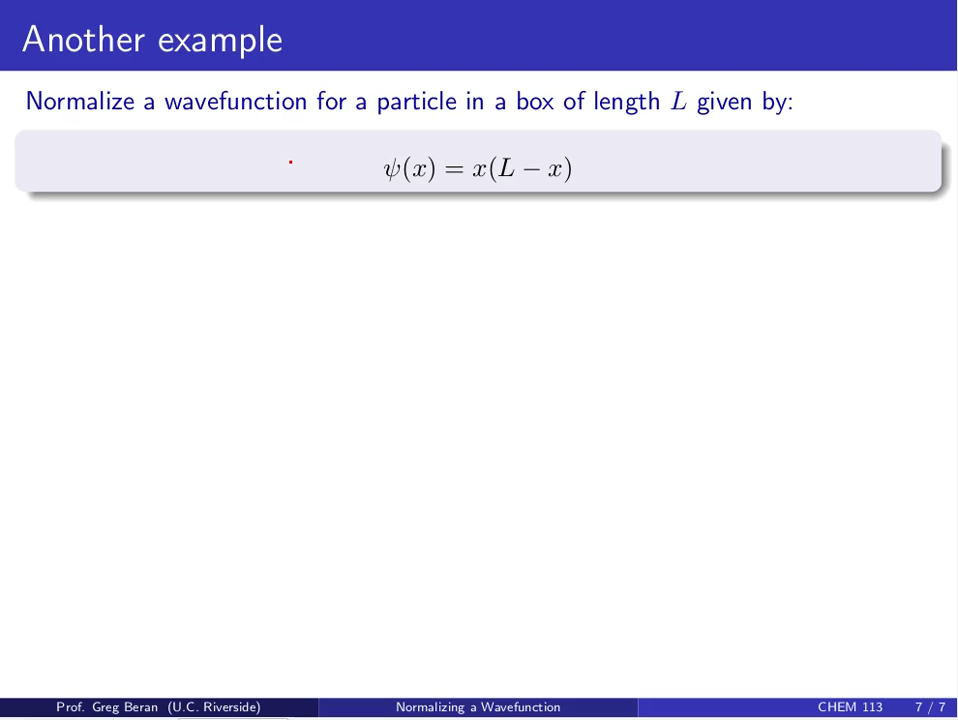 Another example
Normalize a wavefunction for a particle in a box of length L given by:
ψ(x) = x(L − x)
Prof. Greg Beran (U.C. Riverside) Normalizing a Wavefunction CHEM 113 7 / 7